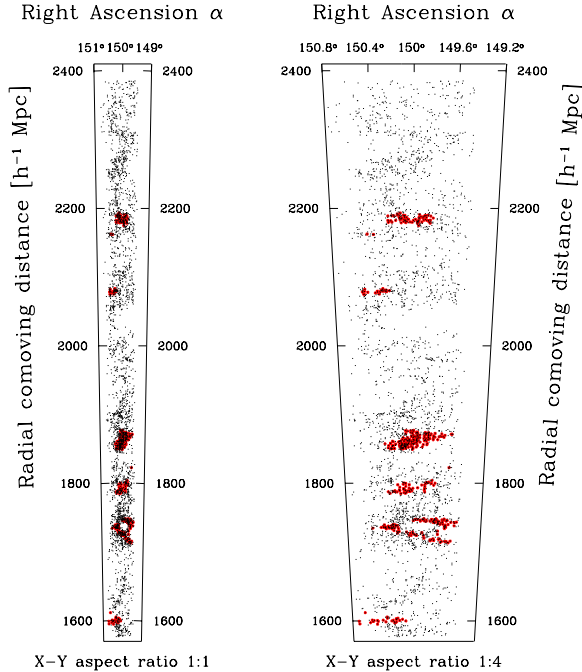 Right Ascension α
Right Ascension α
151° 150° 149°
150.8° 150.4° 150° 149.6° 149.2°
2400 2400 2400 2400
2200 2200 2200 2200
2000 2000 2000 2000
1800 1800 1800 1800
1600 1600 1600 1600
Radial comoving distance [h⁻¹ Mpc]
Radial comoving distance [h⁻¹ Mpc]
X-Y aspect ratio 1:1
X-Y aspect ratio 1:4